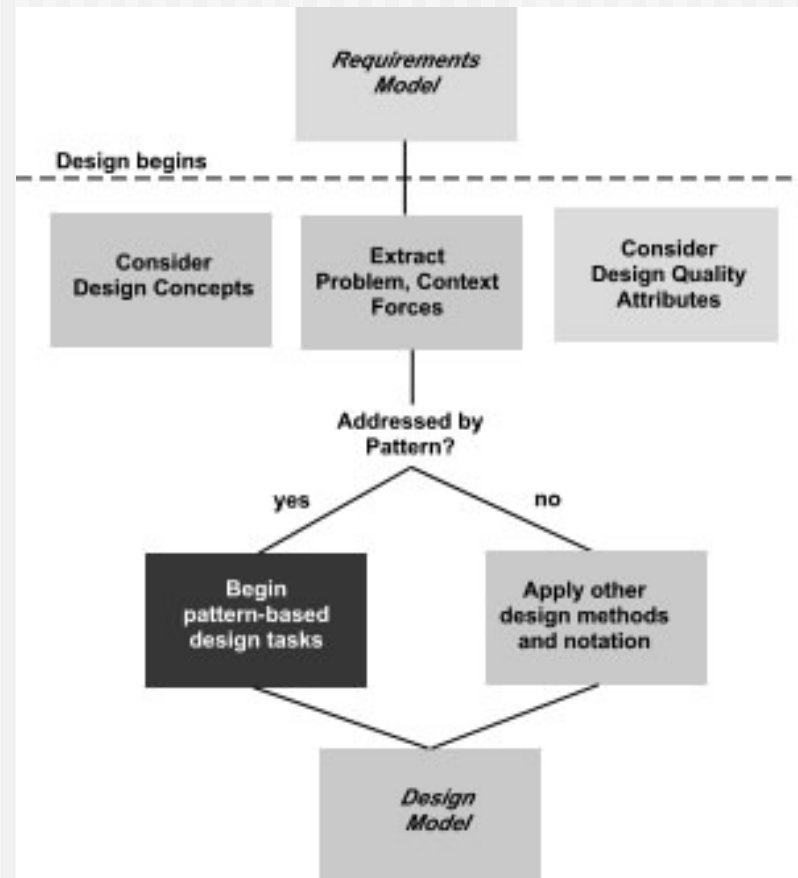 Requirements
Model
Design begins
Consider
Design Concepts
Extract
Problem, Context
Forces
Consider
Design Quality
Attributes
Addressed by
Pattern?
yes
no
Begin
pattern-based
design tasks
Apply other
design methods
and notation
Design
Model